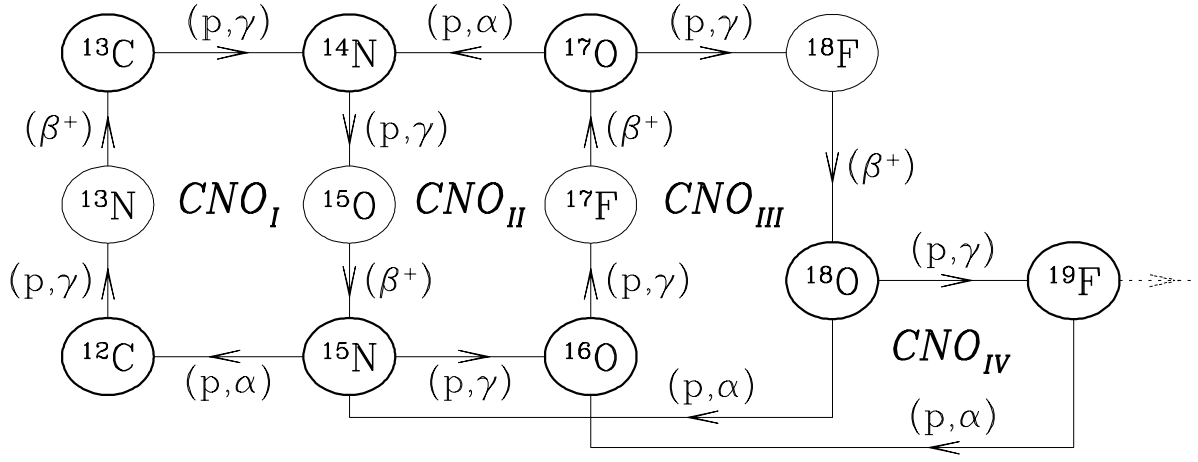 (p,γ) (p,α) (p,γ)
¹³C ¹⁴N ¹⁷O ¹⁸F
(β⁺) (p,γ) (β⁺) (β⁺)
¹³N CNO_I ¹⁵O CNO_II ¹⁷F CNO_III
(p,γ) (β⁺) (p,γ) ¹⁸O (p,γ) ¹⁹F
¹²C (p,α) ¹⁵N (p,γ) ¹⁶O CNO_IV
(p,α)
(p,α)